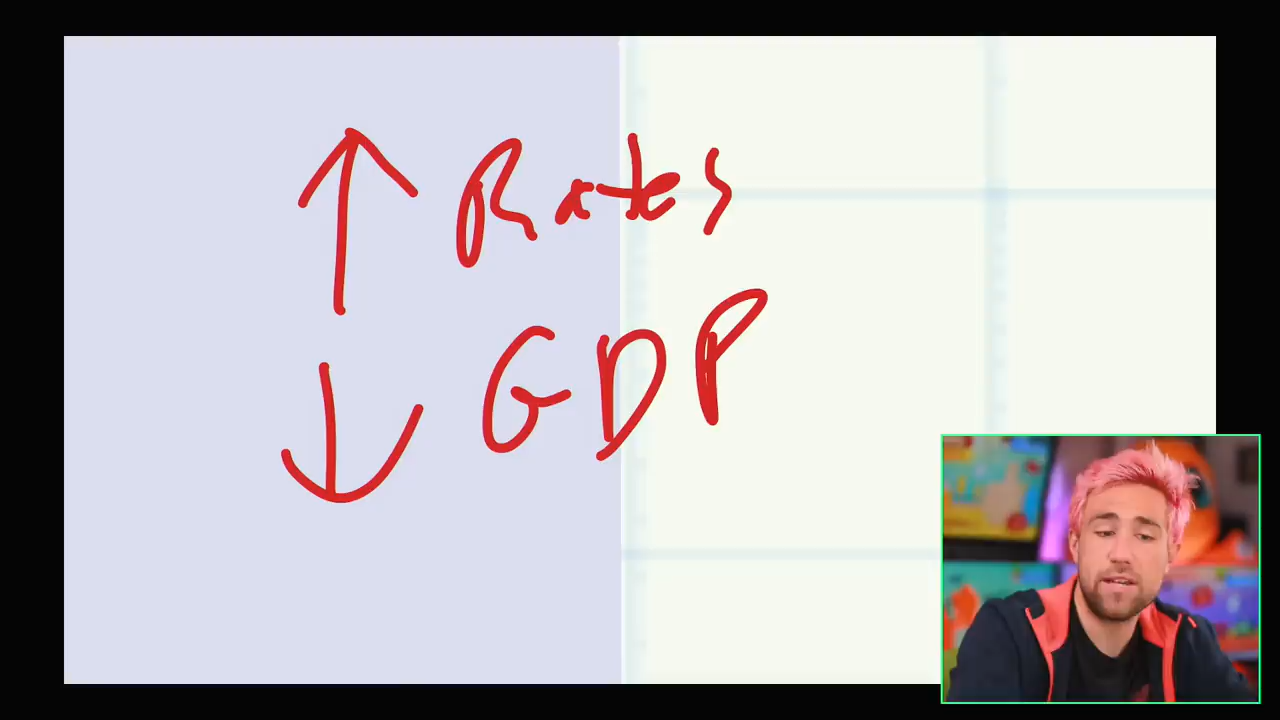 ↑ Rates
↓ GDP